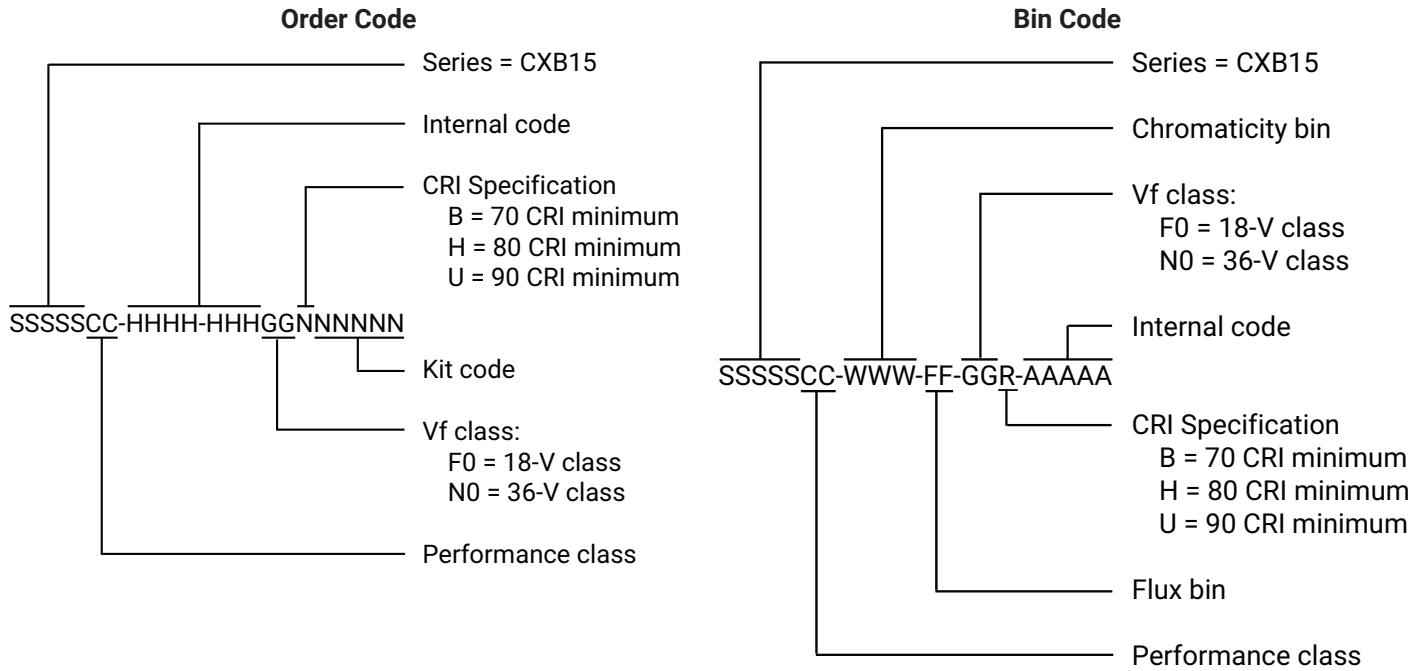 Order Code
Series = CXB15
Internal code
CRI Specification
B = 70 CRI minimum
H = 80 CRI minimum
U = 90 CRI minimum
SSSSSCC-HHHH-HHHGGNNNNNN
Kit code
Vf class:
F0 = 18-V class
N0 = 36-V class
Performance class
Bin Code
Series = CXB15
Chromaticity bin
Vf class:
F0 = 18-V class
N0 = 36-V class
Internal code
SSSSSCC-WWW-FF-GGR-AAAAA
CRI Specification
B = 70 CRI minimum
H = 80 CRI minimum
U = 90 CRI minimum
Flux bin
Performance class